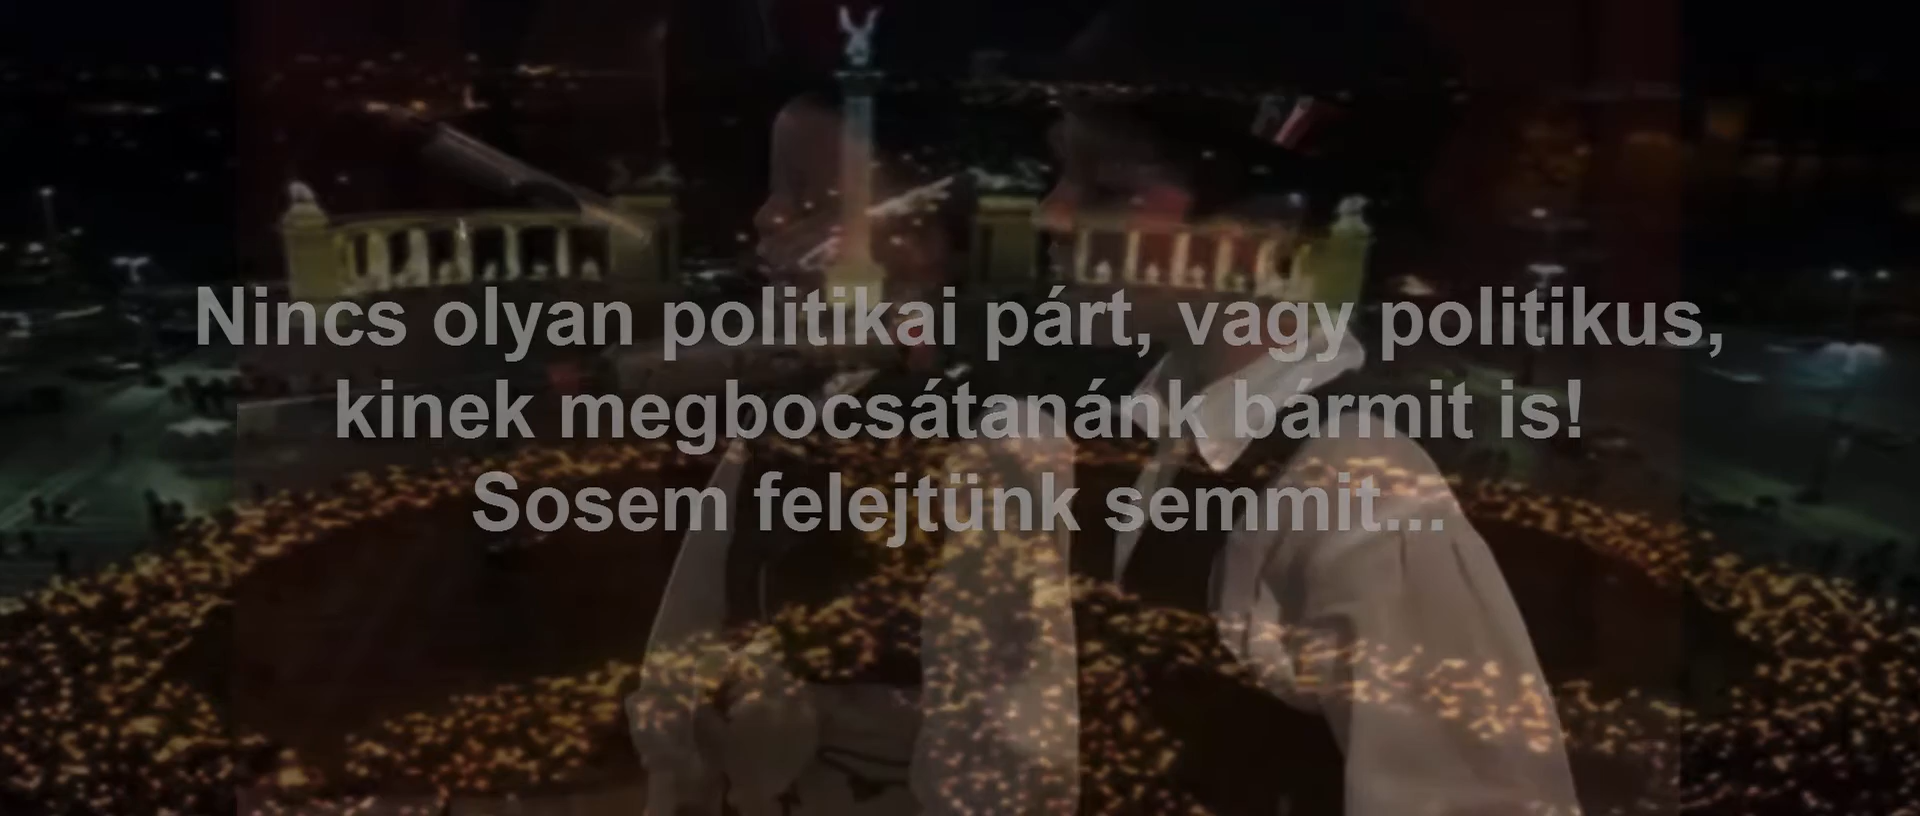 Nincs olyan politikai párt, vagy politikus,
kinek megbocsátanánk bármit is!
Sosem felejtünk semmit...